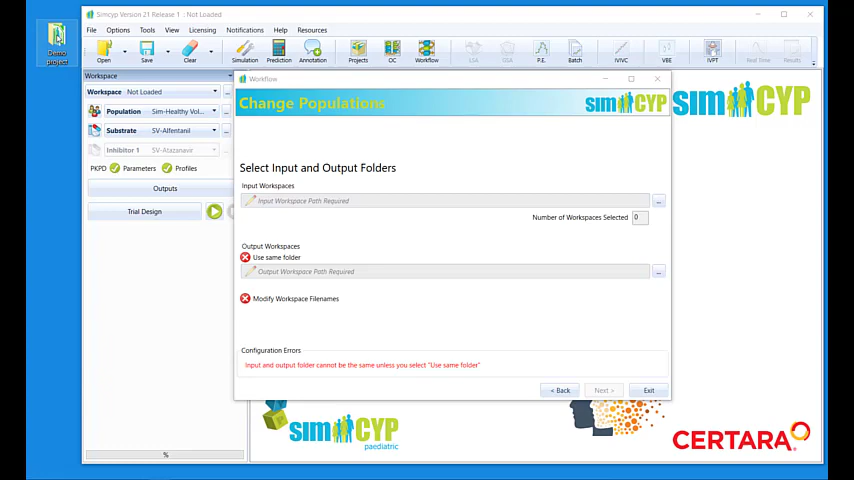 Demo
project
Simcyp Version 21 Release 1 : Not Loaded
File Options Tools View Licensing Notifications Help Resources
Open Save Clear Simulation Prediction Annotation Projects OC Workflow LSA GSA P.E. Batch IVIVC VBE IVPT Real Time Results
Workspace
Workspace Not Loaded ...
Population Sim-Healthy Vol... ...
Substrate SV-Alfentanil ...
Inhibitor 1 SV-Atazanavir
PKPD Parameters Profiles
Outputs
Trial Design
%
Workflow
Change Populations
simCYP
simCYP
Select Input and Output Folders
Input Workspaces
Input Workspace Path Required ...
Number of Workspaces Selected 0
Output Workspaces
Use same folder
Output Workspace Path Required ...
Modify Workspace Filenames
Configuration Errors
Input and output folder cannot be the same unless you select "Use same folder"
< Back Next > Exit
simCYP
paediatric
CERTARA